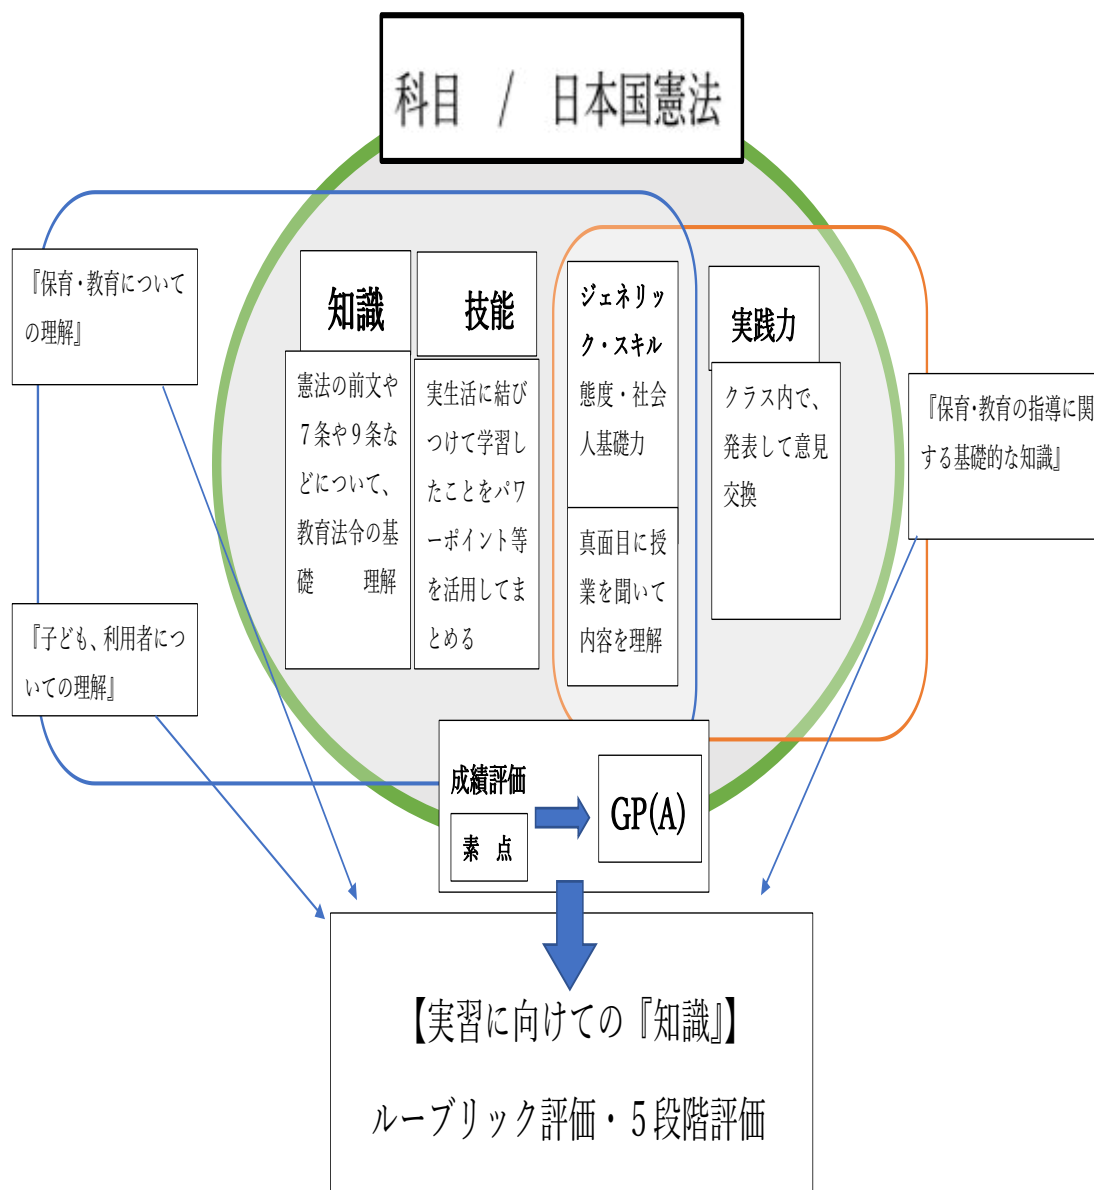 科目　/　日本国憲法
『保育・教育について
の理解』
『子ども、利用者につ
いての理解』
知識
憲法の前文や
７条や９条な
どについて、
教育法令の基
礎　　理解
技能
実生活に結び
つけて学習し
たことをパワ
ーポイント等
を活用してま
とめる
ジェネリッ
ク・スキル
態度・社会
人基礎力
真面目に授
業を聞いて
内容を理解
実践力
クラス内で、
発表して意見
交換
『保育・教育の指導に関
する基礎的な知識』
成績評価
素　点
GP(A)
【実習に向けての『知識』】
ルーブリック評価・５段階評価